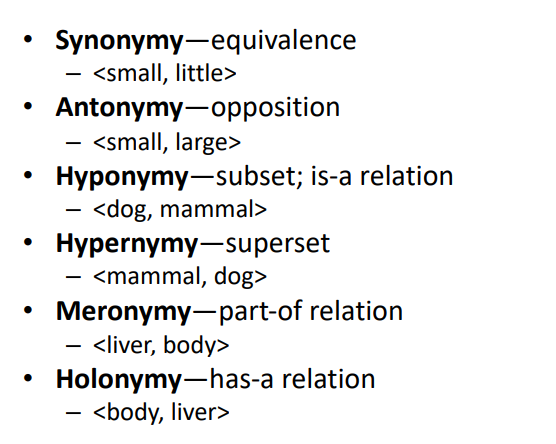 • Synonymy—equivalence
– <small, little>
• Antonymy—opposition
– <small, large>
• Hyponymy—subset; is-a relation
– <dog, mammal>
• Hypernymy—superset
– <mammal, dog>
• Meronymy—part-of relation
– <liver, body>
• Holonymy—has-a relation
– <body, liver>